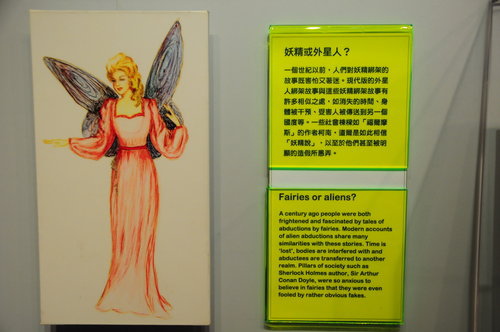 妖精或外星人？
一個世紀以前，人們對妖精綁架的
故事既害怕又著迷。現代版的外星
人綁架故事與這些妖精綁架故事有
許多相似之處，如消失的時間、身
體被干預、受害人被傳送到另一個
國度等。一些社會棟樑如「福爾摩
斯」的作者柯南．道爾是如此相信
「妖精說」，以至於他們甚至被明
顯的造假所愚弄。
Fairies or aliens?
A century ago people were both
frightened and fascinated by tales of
abductions by fairies. Modern accounts
of alien abductions share many
similarities with these stories. Time is
'lost', bodies are interfered with and
abductees are transferred to another
realm. Pillars of society such as
Sherlock Holmes author, Sir Arthur
Conan Doyle, were so anxious to
believe in fairies that they were even
fooled by rather obvious fakes.